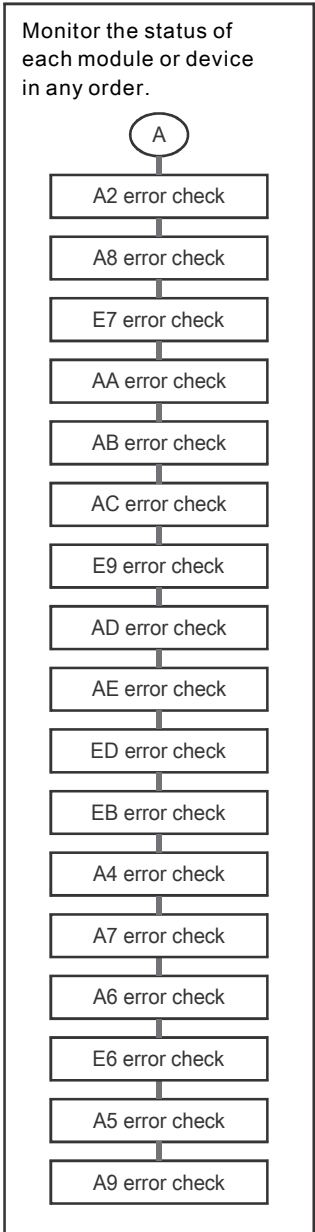 Monitor the status of
each module or device
in any order.
A
A2 error check
A8 error check
E7 error check
AA error check
AB error check
AC error check
E9 error check
AD error check
AE error check
ED error check
EB error check
A4 error check
A7 error check
A6 error check
E6 error check
A5 error check
A9 error check